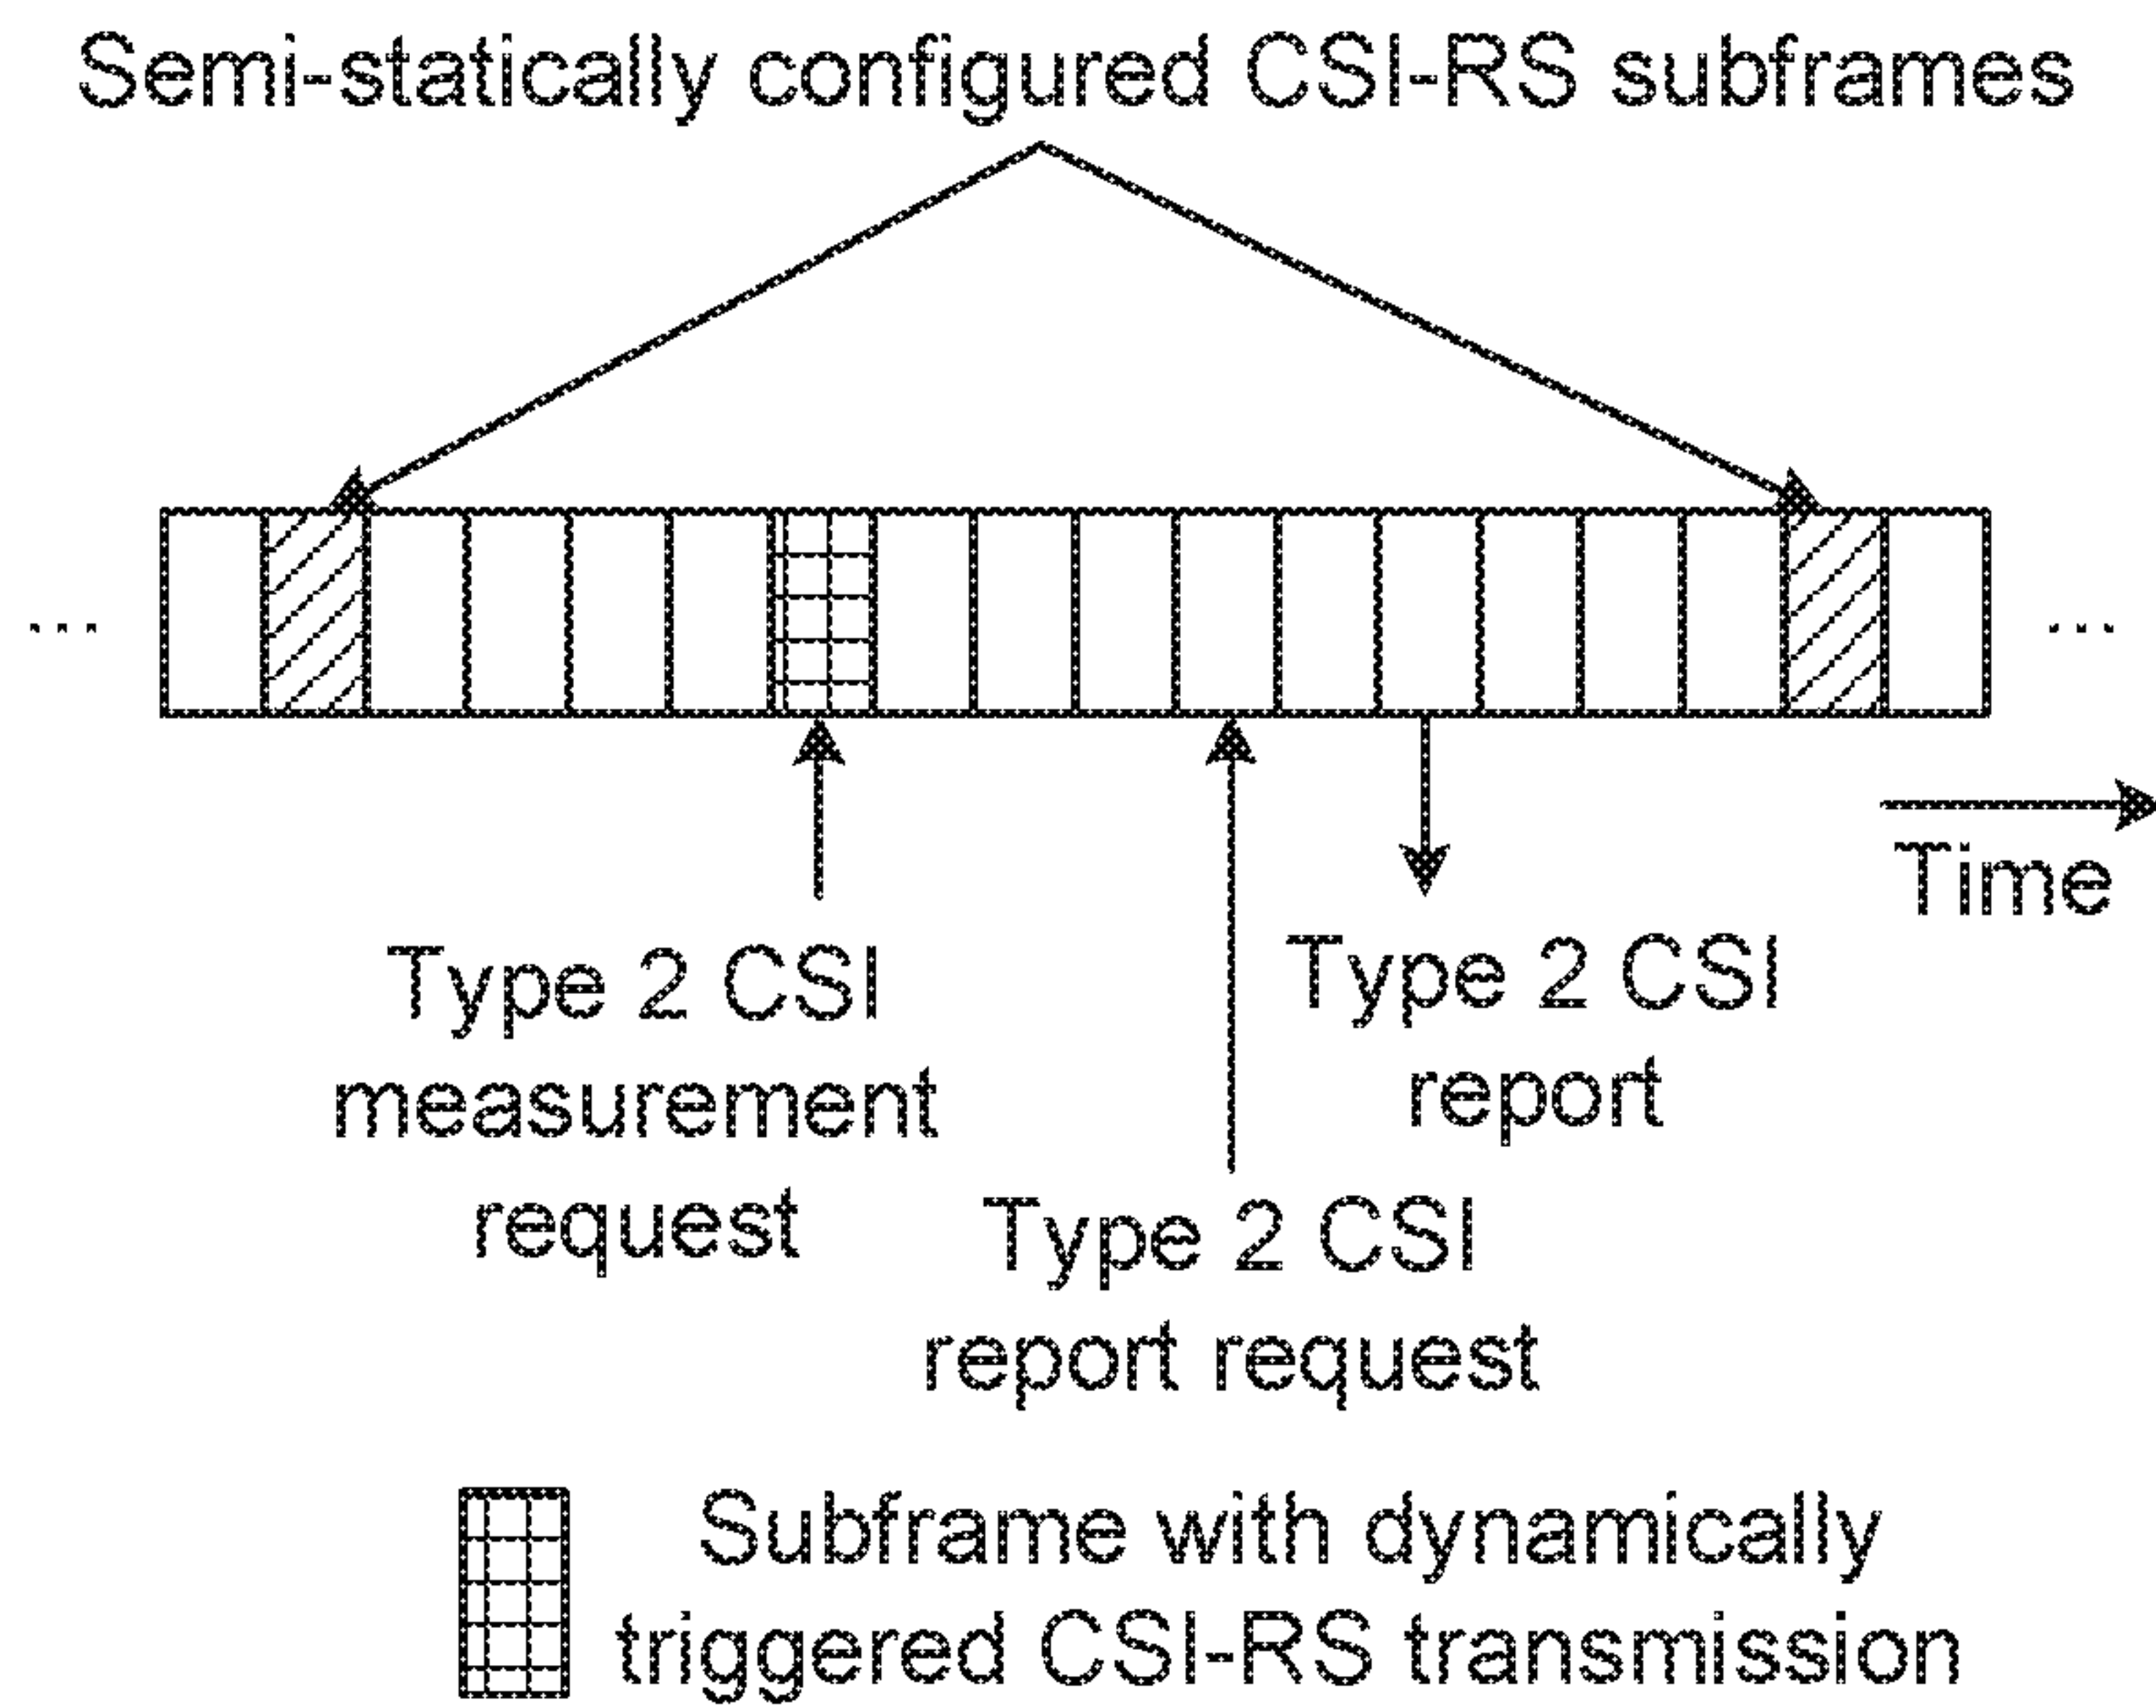 Semi-statically configured CSI-RS subframes
...
...
Time
Type 2 CSI
measurement
request
Type 2 CSI
report
Type 2 CSI
report request
Subframe with dynamically
triggered CSI-RS transmission